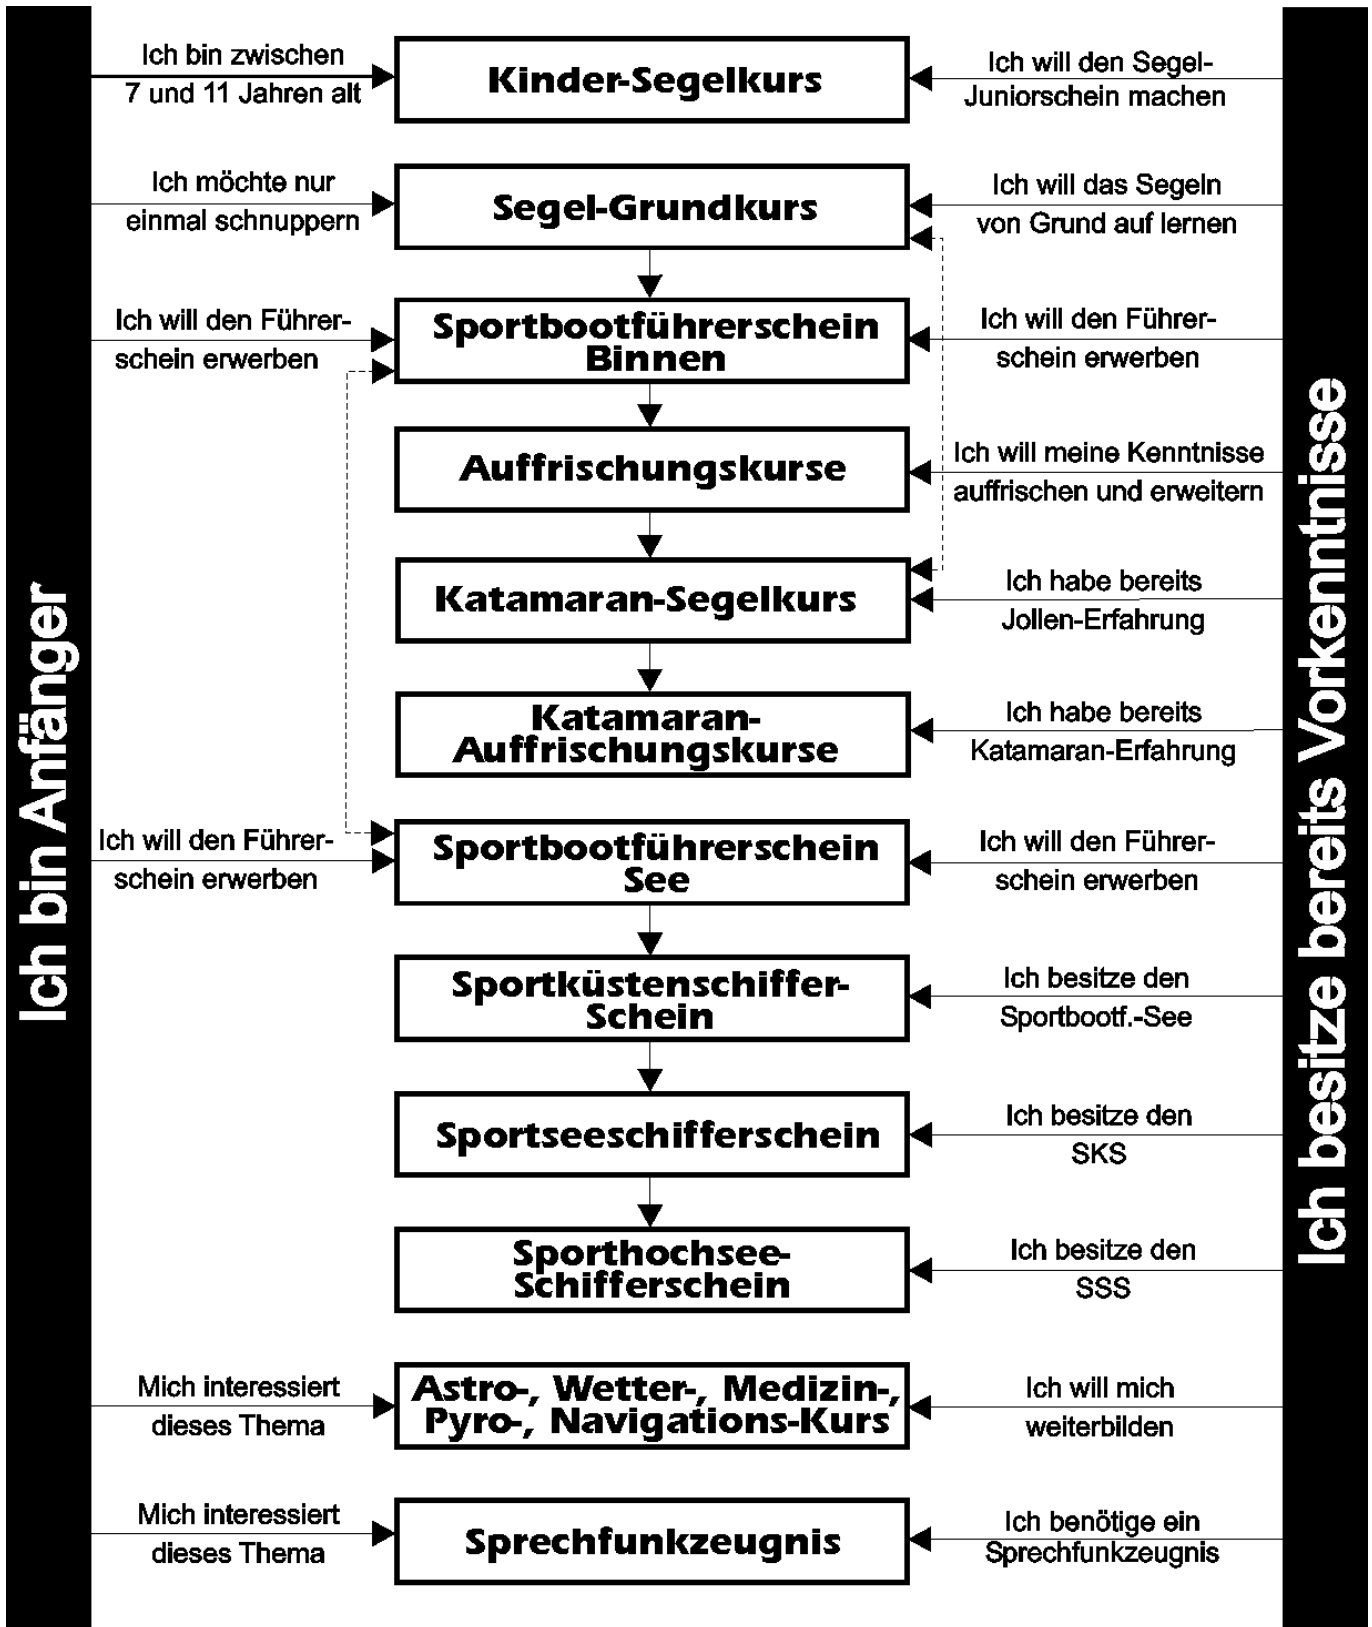 Ich bin Anfänger
Ich besitze bereits Vorkenntnisse
Ich bin zwischen
7 und 11 Jahren alt
Kinder-Segelkurs
Ich will den Segel-
Juniorschein machen
Ich möchte nur
einmal schnuppern
Segel-Grundkurs
Ich will das Segeln
von Grund auf lernen
Ich will den Führer-
schein erwerben
Sportbootführerschein
Binnen
Ich will den Führer-
schein erwerben
Auffrischungskurse
Ich will meine Kenntnisse
auffrischen und erweitern
Katamaran-Segelkurs
Ich habe bereits
Jollen-Erfahrung
Katamaran-
Auffrischungskurse
Ich habe bereits
Katamaran-Erfahrung
Ich will den Führer-
schein erwerben
Sportbootführerschein
See
Ich will den Führer-
schein erwerben
Sportküstenschiffer-
Schein
Ich besitze den
Sportbootf.-See
Sportseeschifferschein
Ich besitze den
SKS
Sporthochsee-
Schifferschein
Ich besitze den
SSS
Mich interessiert
dieses Thema
Astro-, Wetter-, Medizin-,
Pyro-, Navigations-Kurs
Ich will mich
weiterbilden
Mich interessiert
dieses Thema
Sprechfunkzeugnis
Ich benötige ein
Sprechfunkzeugnis